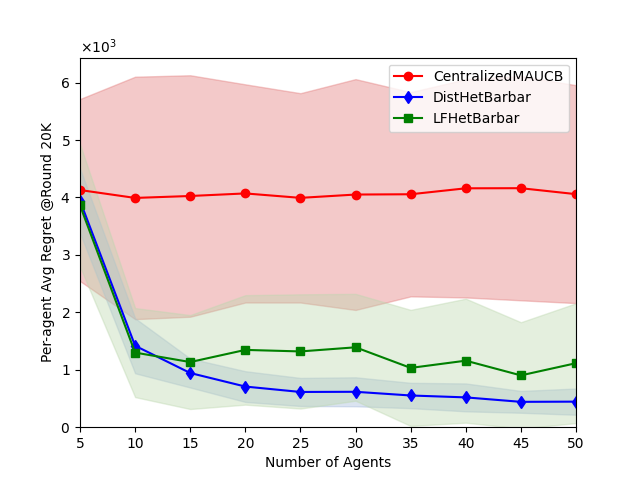 ×10³
6
5
4
3
2
1
0
Per-agent Avg Regret @Round 20K
CentralizedMAUCB
DistHetBarbar
LFHetBarbar
5 10 15 20 25 30 35 40 45 50
Number of Agents